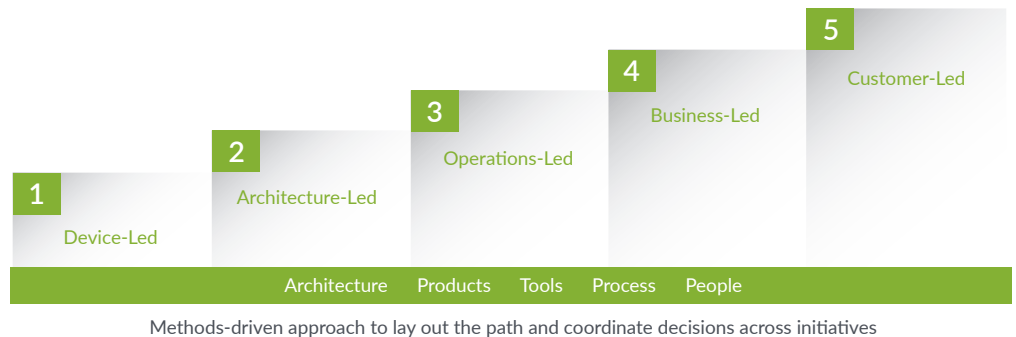 1
Device-Led
2
Architecture-Led
3
Operations-Led
4
Business-Led
5
Customer-Led
Architecture Products Tools Process People
Methods-driven approach to lay out the path and coordinate decisions across initiatives